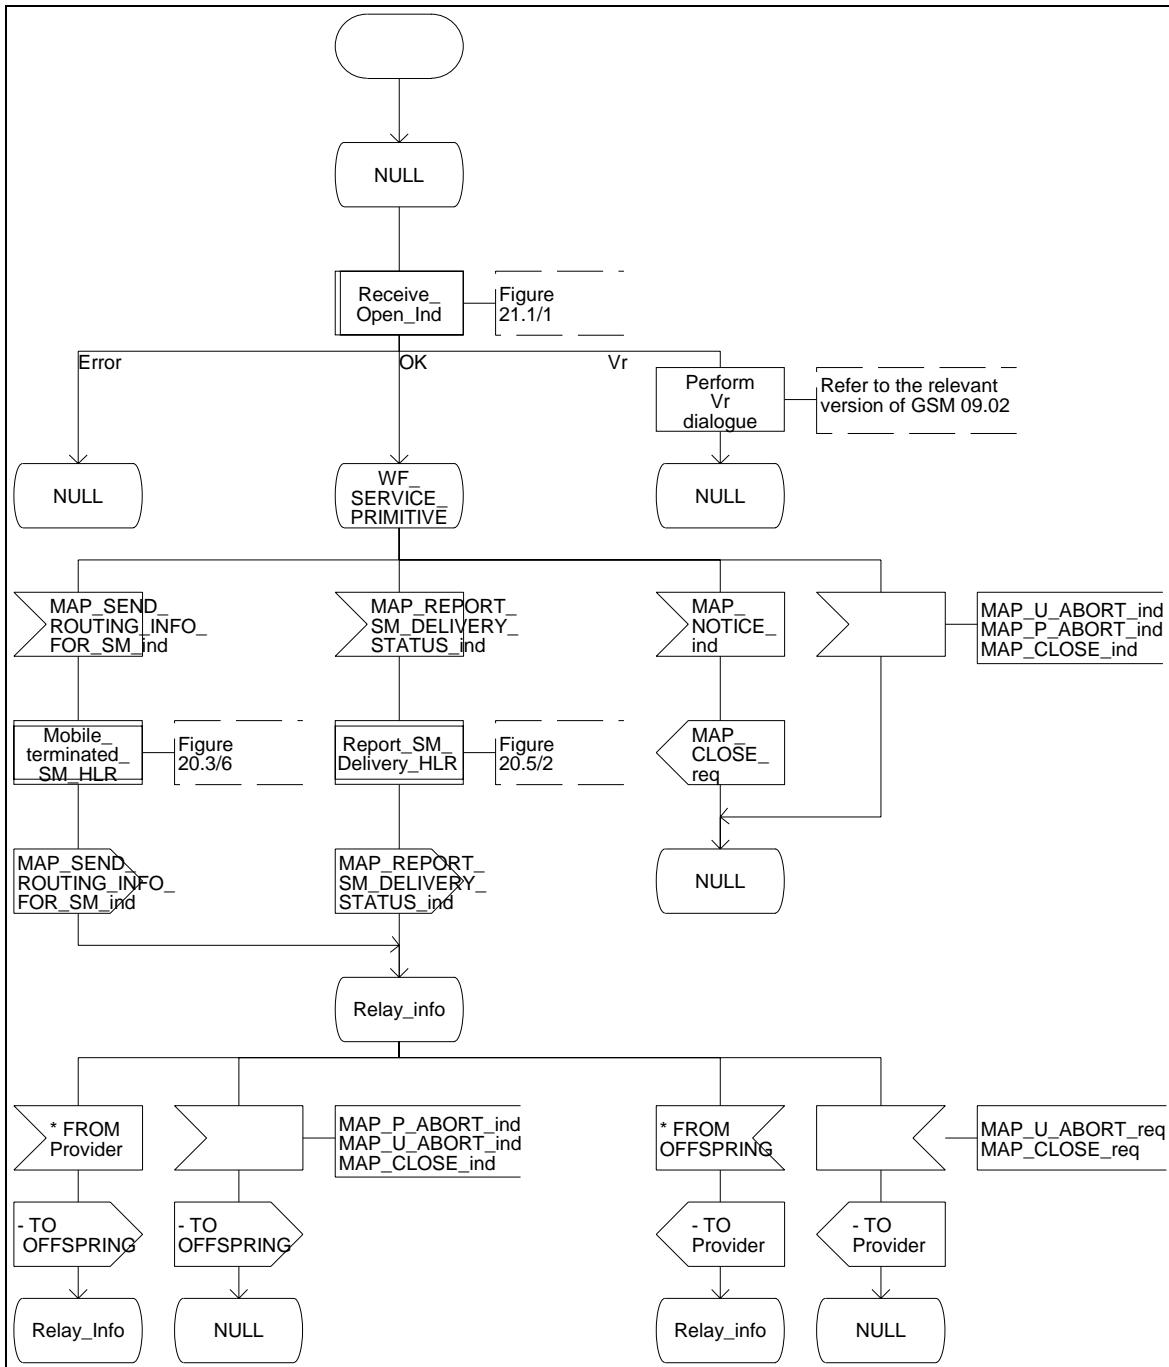 NULL
Receive_
Open_Ind
Figure
21.1/1
Error
OK
Vr
Perform
Vr
dialogue
Refer to the relevant
version of GSM 09.02
NULL
WF_
SERVICE_
PRIMITIVE
NULL
MAP_SEND_
ROUTING_INFO_
FOR_SM_ind
MAP_REPORT_
SM_DELIVERY_
STATUS_ind
MAP_
NOTICE_
ind
MAP_U_ABORT_ind
MAP_P_ABORT_ind
MAP_CLOSE_ind
Mobile_
terminated_
SM_HLR
Figure
20.3/6
Report_SM_
Delivery_HLR
Figure
20.5/2
MAP_
CLOSE_
req
MAP_SEND_
ROUTING_INFO_
FOR_SM_ind
MAP_REPORT_
SM_DELIVERY_
STATUS_ind
NULL
Relay_info
* FROM
Provider
MAP_P_ABORT_ind
MAP_U_ABORT_ind
MAP_CLOSE_ind
* FROM
OFFSPRING
MAP_U_ABORT_req
MAP_CLOSE_req
- TO
OFFSPRING
- TO
OFFSPRING
- TO
Provider
- TO
Provider
Relay_Info
NULL
Relay_info
NULL